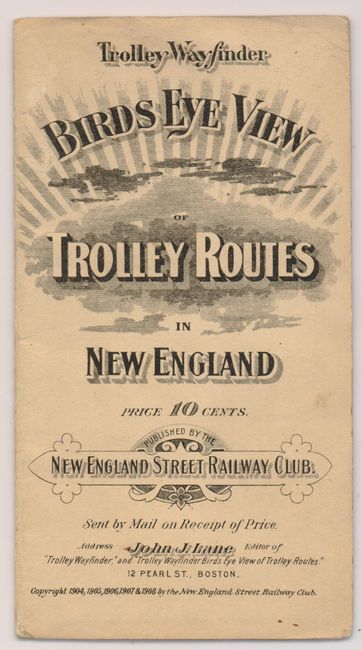 Trolley Wayfinder
BIRDS EYE VIEW
OF
TROLLEY ROUTES
IN
NEW ENGLAND
PRICE 10 CENTS.
PUBLISHED BY THE
NEW ENGLAND STREET RAILWAY CLUB.
Sent by Mail on Receipt of Price.
Address John J. Lane Editor of
"Trolley Wayfinder," and "Trolley Wayfinder Birds Eye View of Trolley Routes"
12 PEARL ST., BOSTON.
Copyright 1904, 1905, 1906, 1907 & 1908 by the New England Street Railway Club.